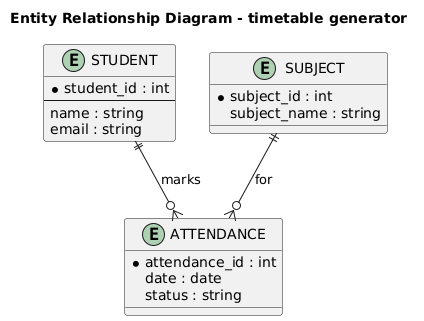 Entity Relationship Diagram - timetable generator
E STUDENT
student_id : int
name : string
email : string
E SUBJECT
subject_id : int
subject_name : string
marks
for
E ATTENDANCE
attendance_id : int
date : date
status : string